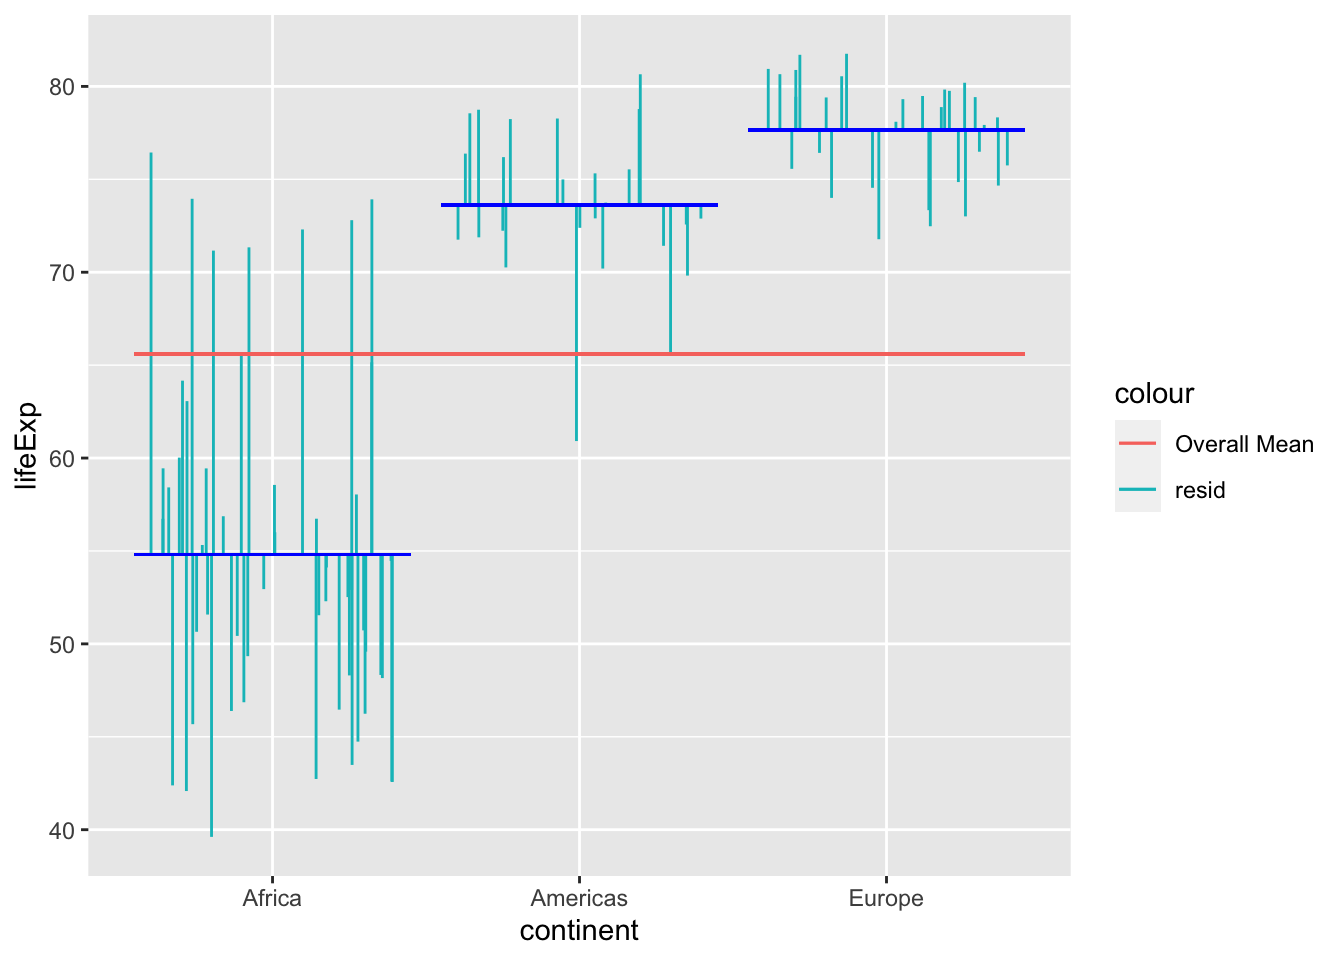 80
70
60
50
40
lifeExp
Africa Americas Europe
continent
colour
Overall Mean
resid